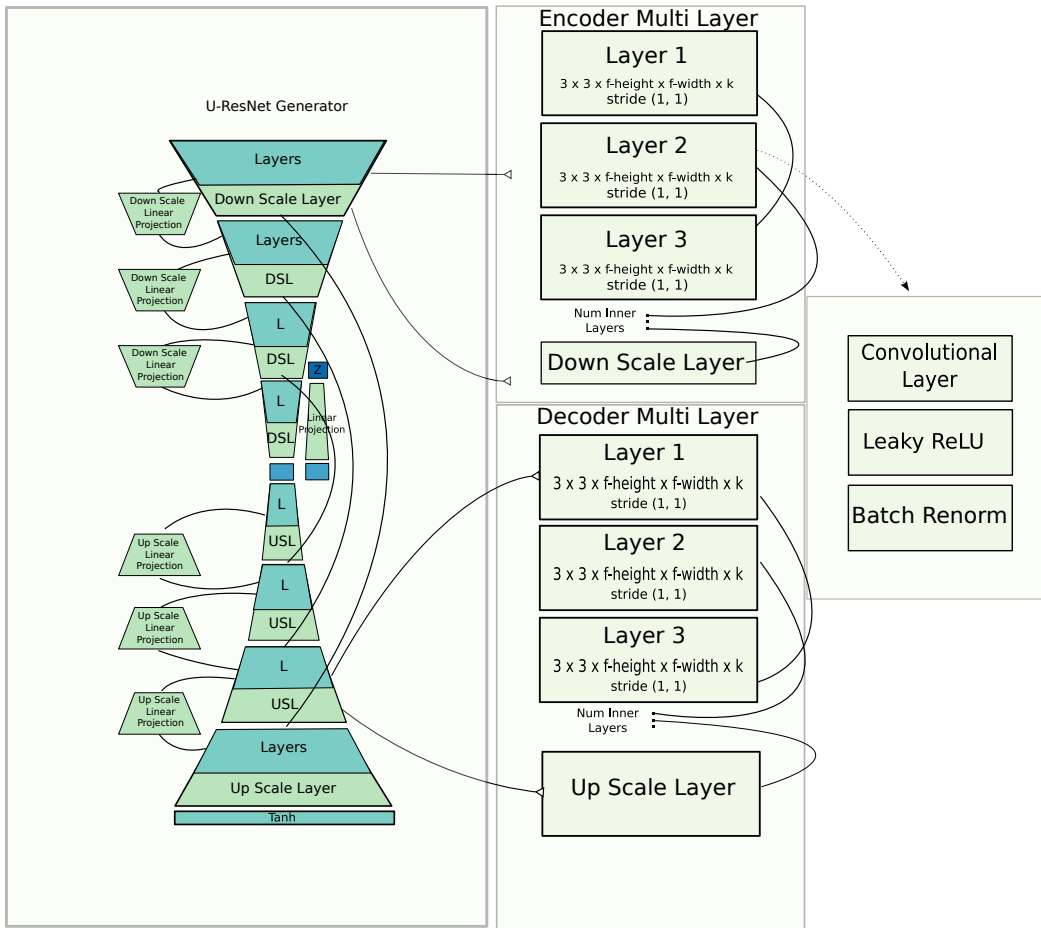 U-ResNet Generator
Layers
Down Scale Layer
Down Scale
Linear
Projection
Layers
DSL
Down Scale
Linear
Projection
L
DSL
Down Scale
Linear
Projection
Z
L
DSL
Linear
Projection
L
USL
Up Scale
Linear
Projection
L
USL
Up Scale
Linear
Projection
L
USL
Up Scale
Linear
Projection
Layers
Up Scale Layer
Tanh
Encoder Multi Layer
Layer 1
3 x 3 x f-height x f-width x k
stride (1, 1)
Layer 2
3 x 3 x f-height x f-width x k
stride (1, 1)
Layer 3
3 x 3 x f-height x f-width x k
stride (1, 1)
Num Inner
Layers
Down Scale Layer
Decoder Multi Layer
Layer 1
3 x 3 x f-height x f-width x k
stride (1, 1)
Layer 2
3 x 3 x f-height x f-width x k
stride (1, 1)
Layer 3
3 x 3 x f-height x f-width x k
stride (1, 1)
Num Inner
Layers
Up Scale Layer
Convolutional
Layer
Leaky ReLU
Batch Renorm